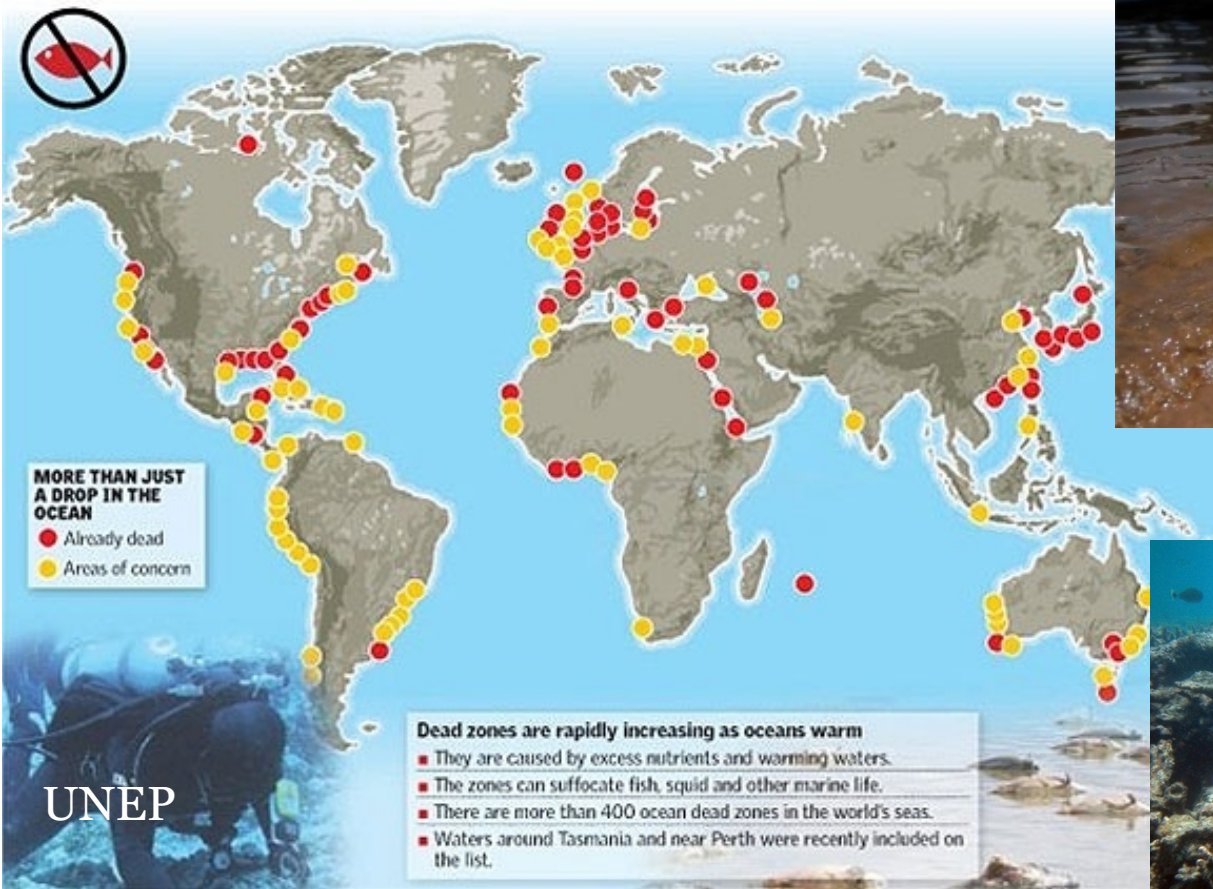 MORE THAN JUST
A DROP IN THE
OCEAN
Already dead
Areas of concern
Dead zones are rapidly increasing as oceans warm
▪ They are caused by excess nutrients and warming waters.
▪ The zones can suffocate fish, squid and other marine life.
▪ There are more than 400 ocean dead zones in the world's seas.
▪ Waters around Tasmania and near Perth were recently included on
the list.
UNEP